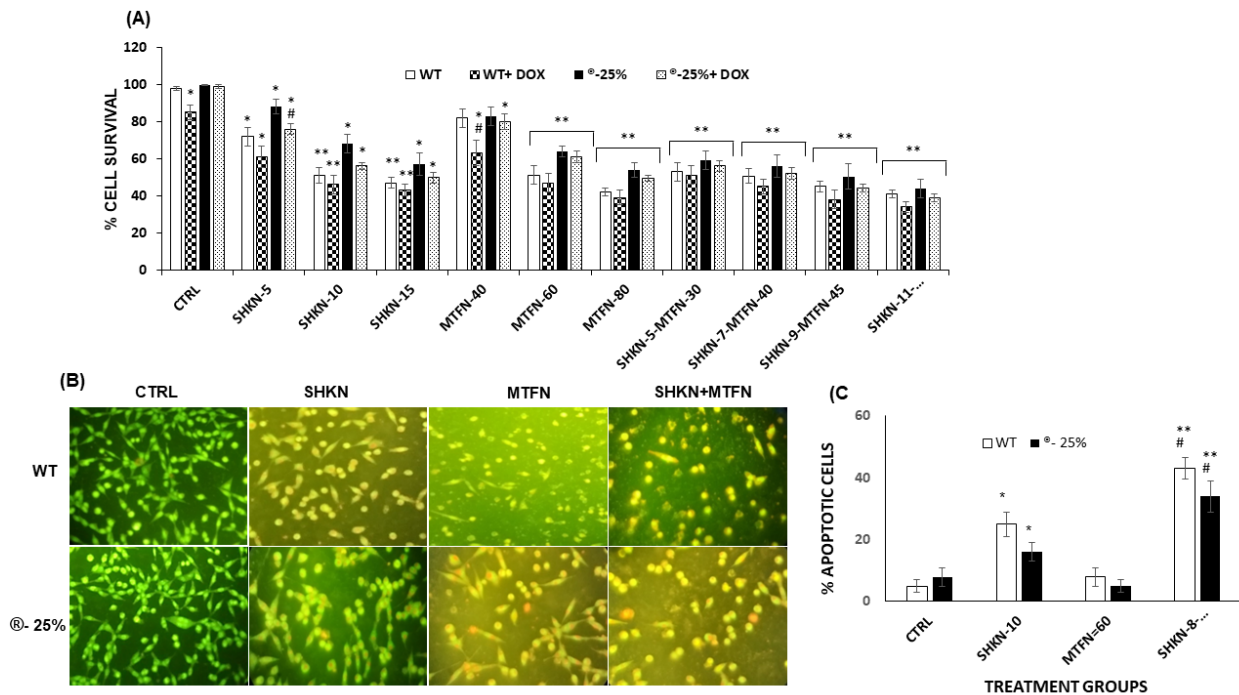 (A)
120
100
80
60
40
20
0
% CELL SURVIVAL
WT
WT+ DOX
®-25%
®-25%+ DOX
*
*
*
*
*
#
**
**
*
*
**
**
*
*
*
#
*
**
**
**
**
**
**
CTRL
SHKN-5
SHKN-10
SHKN-15
MTFN-40
MTFN-60
MTFN-80
SHKN-5-MTFN-30
SHKN-7-MTFN-40
SHKN-9-MTFN-45
SHKN-11-...
(B)
CTRL SHKN MTFN SHKN+MTFN
WT
®- 25%
(C
60
40
20
0
% APOPTOTIC CELLS
WT
®- 25%
*
*
**
#
**
#
CTRL
SHKN-10
MTFN=60
SHKN-8-...
TREATMENT GROUPS